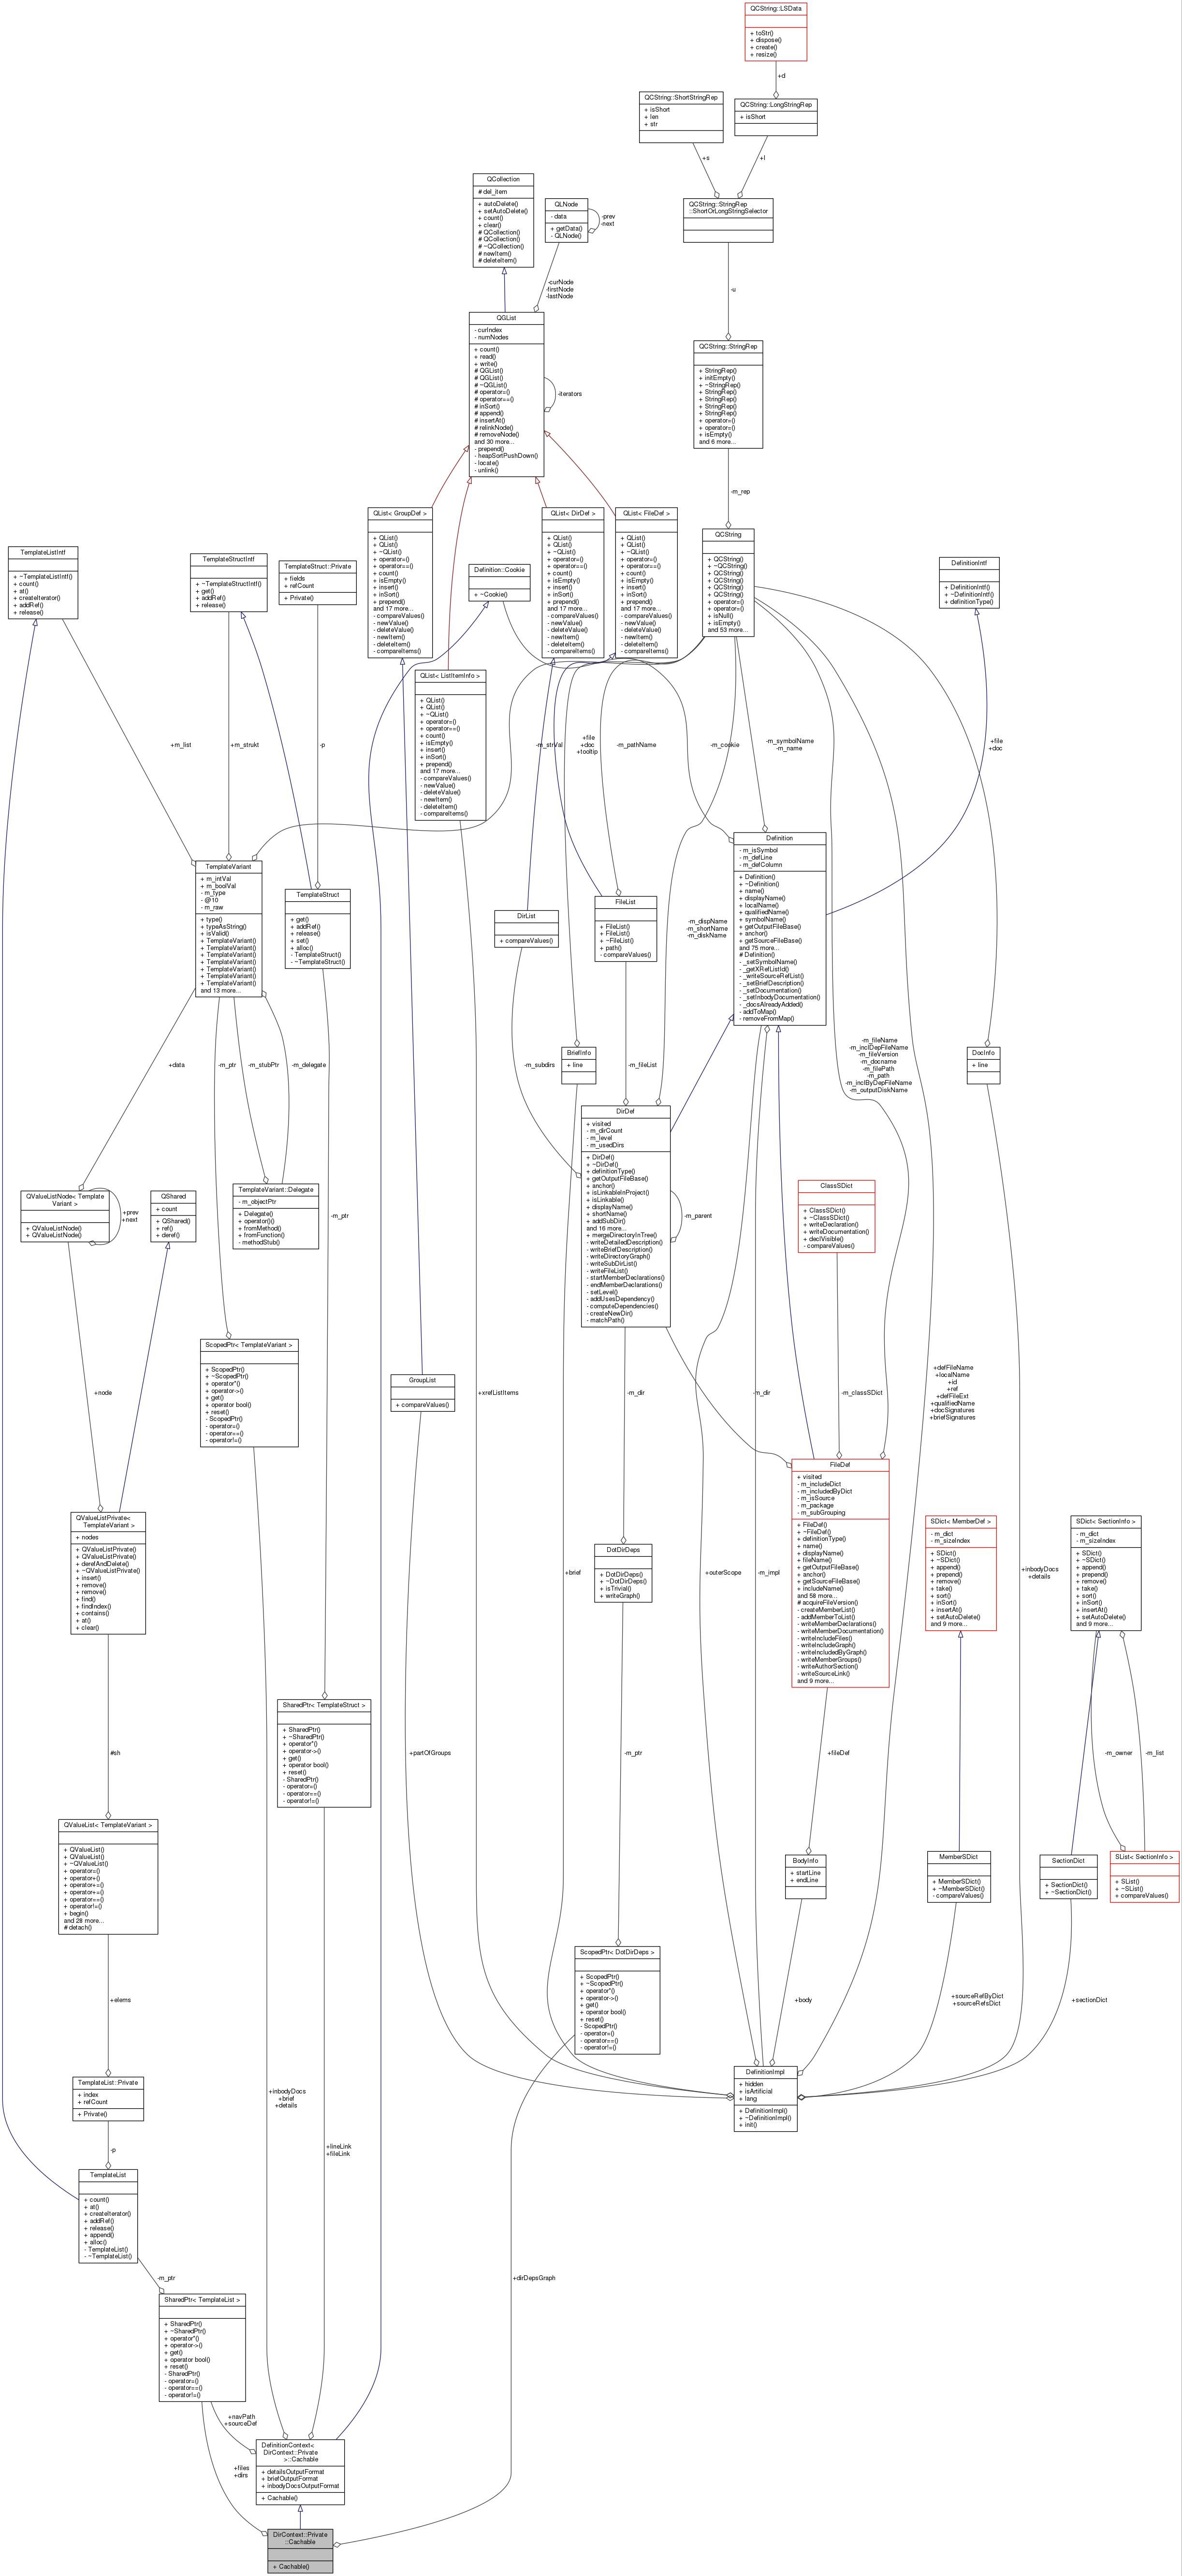 QCString::LSData
+ toStr()
+ dispose()
+ create()
+ resize()
+d
QCString::ShortStringRep
+ isShort
+ len
+ str
QCString::LongStringRep
+ isShort
+s
+l
QCollection
# del_item
+ autoDelete()
+ setAutoDelete()
+ count()
+ clear()
# QCollection()
# QCollection()
# ~QCollection()
# newItem()
# deleteItem()
QLNode
- data
+ getData()
- QLNode()
-prev
-next
QCString::StringRep
::ShortOrLongStringSelector
-curNode
-firstNode
-lastNode
-u
QGList
- curIndex
- numNodes
+ count()
+ read()
+ write()
# QGList()
# QGList()
# ~QGList()
# operator=()
# operator==()
# inSort()
# append()
# insertAt()
# relinkNode()
# removeNode()
and 30 more...
- prepend()
- heapSortPushDown()
- locate()
- unlink()
-iterators
QCString::StringRep
+ StringRep()
+ initEmpty()
+ ~StringRep()
+ StringRep()
+ StringRep()
+ StringRep()
+ StringRep()
+ operator=()
+ operator=()
+ isEmpty()
and 6 more...
-m_rep
TemplateListIntf
+ ~TemplateListIntf()
+ count()
+ at()
+ createIterator()
+ addRef()
+ release()
TemplateStructIntf
+ ~TemplateStructIntf()
+ get()
+ addRef()
+ release()
TemplateStruct::Private
+ fields
+ refCount
+ Private()
QList< GroupDef >
+ QList()
+ QList()
+ ~QList()
+ operator=()
+ operator==()
+ count()
+ isEmpty()
+ insert()
+ inSort()
+ prepend()
and 17 more...
- compareValues()
- newValue()
- deleteValue()
- newItem()
- deleteItem()
- compareItems()
Definition::Cookie
+ ~Cookie()
QList< DirDef >
+ QList()
+ QList()
+ ~QList()
+ operator=()
+ operator==()
+ count()
+ isEmpty()
+ insert()
+ inSort()
+ prepend()
and 17 more...
- compareValues()
- newValue()
- deleteValue()
- newItem()
- deleteItem()
- compareItems()
QList< FileDef >
+ QList()
+ QList()
+ ~QList()
+ operator=()
+ operator==()
+ count()
+ isEmpty()
+ insert()
+ inSort()
+ prepend()
and 17 more...
- compareValues()
- newValue()
- deleteValue()
- newItem()
- deleteItem()
- compareItems()
QCString
+ QCString()
+ ~QCString()
+ QCString()
+ QCString()
+ QCString()
+ QCString()
+ operator=()
+ operator=()
+ isNull()
+ isEmpty()
and 53 more...
DefinitionIntf
+ DefinitionIntf()
+ ~DefinitionIntf()
+ definitionType()
QList< ListItemInfo >
+ QList()
+ QList()
+ ~QList()
+ operator=()
+ operator==()
+ count()
+ isEmpty()
+ insert()
+ inSort()
+ prepend()
and 17 more...
- compareValues()
- newValue()
- deleteValue()
- newItem()
- deleteItem()
- compareItems()
+m_list
+m_strukt
-p
-m_strVal
+file
+doc
+tooltip
-m_pathName
-m_cookie
-m_symbolName
-m_name
+file
+doc
TemplateVariant
+ m_intVal
+ m_boolVal
- m_type
- @10
- m_raw
+ type()
+ typeAsString()
+ isValid()
+ TemplateVariant()
+ TemplateVariant()
+ TemplateVariant()
+ TemplateVariant()
+ TemplateVariant()
+ TemplateVariant()
+ TemplateVariant()
and 13 more...
TemplateStruct
+ get()
+ addRef()
+ release()
+ set()
+ alloc()
- TemplateStruct()
- ~TemplateStruct()
DirList
+ compareValues()
FileList
+ FileList()
+ FileList()
+ ~FileList()
+ path()
- compareValues()
-m_dispName
-m_shortName
-m_diskName
Definition
- m_isSymbol
- m_defLine
- m_defColumn
+ Definition()
+ ~Definition()
+ name()
+ displayName()
+ localName()
+ qualifiedName()
+ symbolName()
+ getOutputFileBase()
+ anchor()
+ getSourceFileBase()
and 75 more...
# Definition()
- _setSymbolName()
- _getXRefListId()
- _writeSourceRefList()
- _setBriefDescription()
- _setDocumentation()
- _setInbodyDocumentation()
- _docsAlreadyAdded()
- addToMap()
- removeFromMap()
+data
-m_ptr
-m_stubPtr
-m_delegate
-m_subdirs
BriefInfo
+ line
-m_fileList
-m_fileName
-m_inclDepFileName
-m_fileVersion
-m_docname
-m_filePath
-m_path
-m_inclByDepFileName
-m_outputDiskName
DocInfo
+ line
DirDef
+ visited
- m_dirCount
- m_level
- m_usedDirs
+ DirDef()
+ ~DirDef()
+ definitionType()
+ getOutputFileBase()
+ anchor()
+ isLinkableInProject()
+ isLinkable()
+ displayName()
+ shortName()
+ addSubDir()
and 16 more...
+ mergeDirectoryInTree()
- writeDetailedDescription()
- writeBriefDescription()
- writeDirectoryGraph()
- writeSubDirList()
- writeFileList()
- startMemberDeclarations()
- endMemberDeclarations()
- setLevel()
- addUsesDependency()
- computeDependencies()
- createNewDir()
- matchPath()
-m_parent
QValueListNode< Template
Variant >
+ QValueListNode()
+ QValueListNode()
+prev
+next
QShared
+ count
+ QShared()
+ ref()
+ deref()
TemplateVariant::Delegate
- m_objectPtr
+ Delegate()
+ operator()()
+ fromMethod()
+ fromFunction()
- methodStub()
-m_ptr
ClassSDict
+ ClassSDict()
+ ~ClassSDict()
+ writeDeclaration()
+ writeDocumentation()
+ declVisible()
- compareValues()
ScopedPtr< TemplateVariant >
+ ScopedPtr()
+ ~ScopedPtr()
+ operator*()
+ operator->()
+ get()
+ operator bool()
+ reset()
- ScopedPtr()
- operator=()
- operator==()
- operator!=()
+node
GroupList
+ compareValues()
+xrefListItems
-m_dir
-m_dir
-m_classSDict
+defFileName
+localName
+id
+ref
+defFileExt
+qualifiedName
+docSignatures
+briefSignatures
FileDef
+ visited
- m_includeDict
- m_includedByDict
- m_isSource
- m_package
- m_subGrouping
+ FileDef()
+ ~FileDef()
+ definitionType()
+ name()
+ displayName()
+ fileName()
+ getOutputFileBase()
+ anchor()
+ getSourceFileBase()
+ includeName()
and 58 more...
# acquireFileVersion()
- createMemberList()
- addMemberToList()
- writeMemberDeclarations()
- writeMemberDocumentation()
- writeIncludeFiles()
- writeIncludeGraph()
- writeIncludedByGraph()
- writeMemberGroups()
- writeAuthorSection()
- writeSourceLink()
and 9 more...
QValueListPrivate<
TemplateVariant >
+ nodes
+ QValueListPrivate()
+ QValueListPrivate()
+ derefAndDelete()
+ ~QValueListPrivate()
+ insert()
+ remove()
+ remove()
+ find()
+ findIndex()
+ contains()
+ at()
+ clear()
DotDirDeps
+ DotDirDeps()
+ ~DotDirDeps()
+ isTrivial()
+ writeGraph()
+brief
+outerScope
-m_impl
SDict< MemberDef >
- m_dict
- m_sizeIndex
+ SDict()
+ ~SDict()
+ append()
+ prepend()
+ remove()
+ take()
+ sort()
+ inSort()
+ insertAt()
+ setAutoDelete()
and 9 more...
+inbodyDocs
+details
SDict< SectionInfo >
- m_dict
- m_sizeIndex
+ SDict()
+ ~SDict()
+ append()
+ prepend()
+ remove()
+ take()
+ sort()
+ inSort()
+ insertAt()
+ setAutoDelete()
and 9 more...
SharedPtr< TemplateStruct >
+ SharedPtr()
+ ~SharedPtr()
+ operator*()
+ operator->()
+ get()
+ operator bool()
+ reset()
- SharedPtr()
- operator=()
- operator==()
- operator!=()
#sh
+partOfGroups
-m_ptr
+fileDef
-m_owner
-m_list
QValueList< TemplateVariant >
+ QValueList()
+ QValueList()
+ ~QValueList()
+ operator=()
+ operator+()
+ operator+=()
+ operator+=()
+ operator==()
+ operator!=()
+ begin()
and 28 more...
# detach()
BodyInfo
+ startLine
+ endLine
MemberSDict
+ MemberSDict()
+ ~MemberSDict()
- compareValues()
SectionDict
+ SectionDict()
+ ~SectionDict()
SList< SectionInfo >
+ SList()
+ ~SList()
+ compareValues()
ScopedPtr< DotDirDeps >
+ ScopedPtr()
+ ~ScopedPtr()
+ operator*()
+ operator->()
+ get()
+ operator bool()
+ reset()
- ScopedPtr()
- operator=()
- operator==()
- operator!=()
+elems
+body
+sourceRefByDict
+sourceRefsDict
+sectionDict
TemplateList::Private
+ index
+ refCount
+ Private()
+inbodyDocs
+brief
+details
DefinitionImpl
+ hidden
+ isArtificial
+ lang
+ DefinitionImpl()
+ ~DefinitionImpl()
+ init()
-p
+lineLink
+fileLink
TemplateList
+ count()
+ at()
+ createIterator()
+ addRef()
+ release()
+ append()
+ alloc()
- TemplateList()
- ~TemplateList()
-m_ptr
+dirDepsGraph
SharedPtr< TemplateList >
+ SharedPtr()
+ ~SharedPtr()
+ operator*()
+ operator->()
+ get()
+ operator bool()
+ reset()
- SharedPtr()
- operator=()
- operator==()
- operator!=()
+navPath
+sourceDef
DefinitionContext<
DirContext::Private
>::Cachable
+ detailsOutputFormat
+ briefOutputFormat
+ inbodyDocsOutputFormat
+ Cachable()
+files
+dirs
DirContext::Private
::Cachable
+ Cachable()